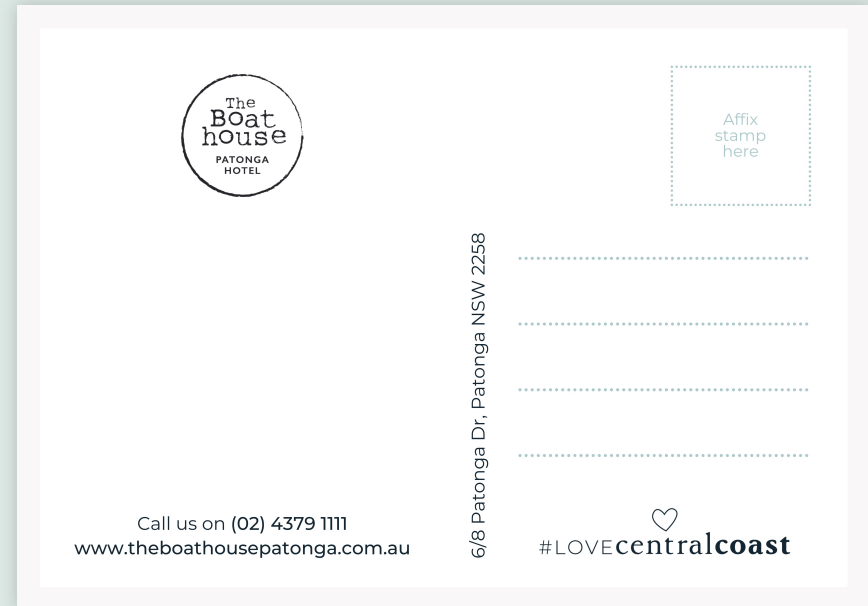 The
Boat
house
PATONGA
HOTEL
Affix
stamp
here
6/8 Patonga Dr, Patonga NSW 2258
Call us on (02) 4379 1111
www.theboathousepatonga.com.au
#LOVEcentralcoast